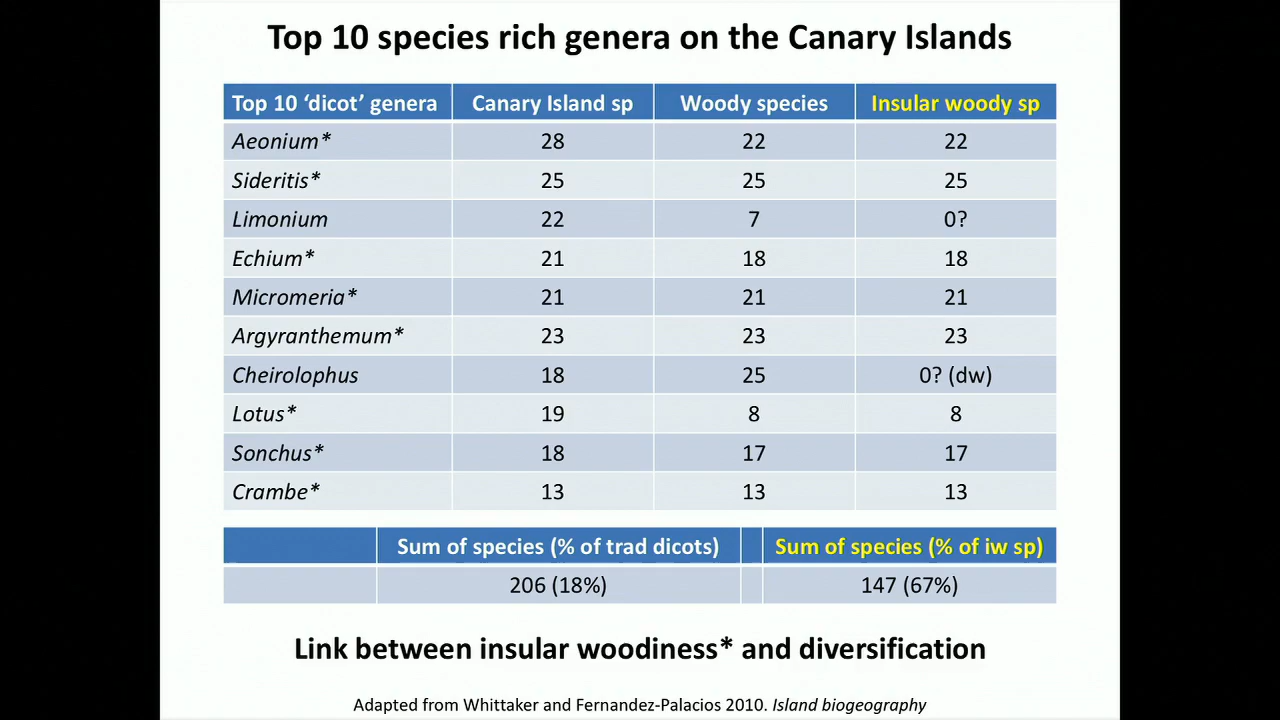 Top 10 species rich genera on the Canary Islands
Top 10 ‘dicot’ genera Canary Island sp Woody species Insular woody sp
Aeonium* 28 22 22
Sideritis* 25 25 25
Limonium 22 7 0?
Echium* 21 18 18
Micromeria* 21 21 21
Argyranthemum* 23 23 23
Cheirolophus 18 25 0? (dw)
Lotus* 19 8 8
Sonchus* 18 17 17
Crambe* 13 13 13
Sum of species (% of trad dicots) Sum of species (% of iw sp)
206 (18%) 147 (67%)
Link between insular woodiness* and diversification
Adapted from Whittaker and Fernandez-Palacios 2010. Island biogeography